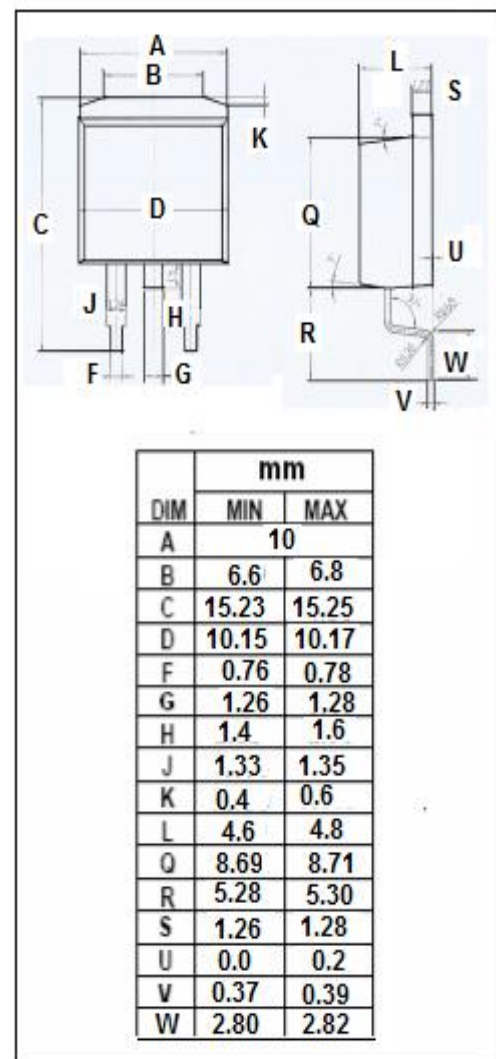 A
B
K
C
D
J
H
F
G
L
S
Q
U
R
W
V
mm
DIM MIN MAX
A 10
B 6.6 6.8
C 15.23 15.25
D 10.15 10.17
F 0.76 0.78
G 1.26 1.28
H 1.4 1.6
J 1.33 1.35
K 0.4 0.6
L 4.6 4.8
Q 8.69 8.71
R 5.28 5.30
S 1.26 1.28
U 0.0 0.2
V 0.37 0.39
W 2.80 2.82